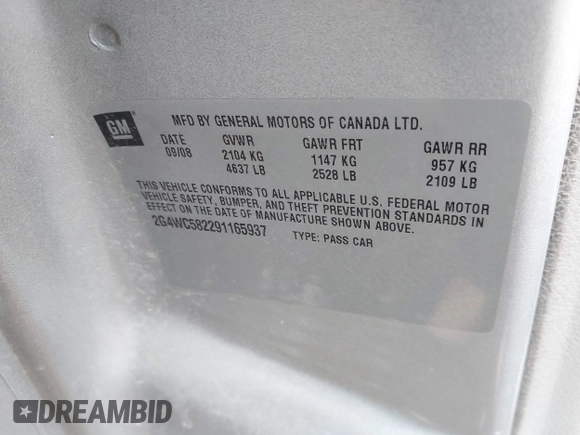 GM
MFD BY GENERAL MOTORS OF CANADA LTD.
DATE GVWR GAWR FRT GAWR RR
09/08 2104 KG 1147 KG 957 KG
4637 LB 2528 LB 2109 LB
THIS VEHICLE CONFORMS TO ALL APPLICABLE U.S. FEDERAL MOTOR
VEHICLE SAFETY, BUMPER, AND THEFT PREVENTION STANDARDS IN
EFFECT ON THE DATE OF MANUFACTURE SHOWN ABOVE.
2G4WC582291165937 TYPE: PASS CAR
DREAMBID